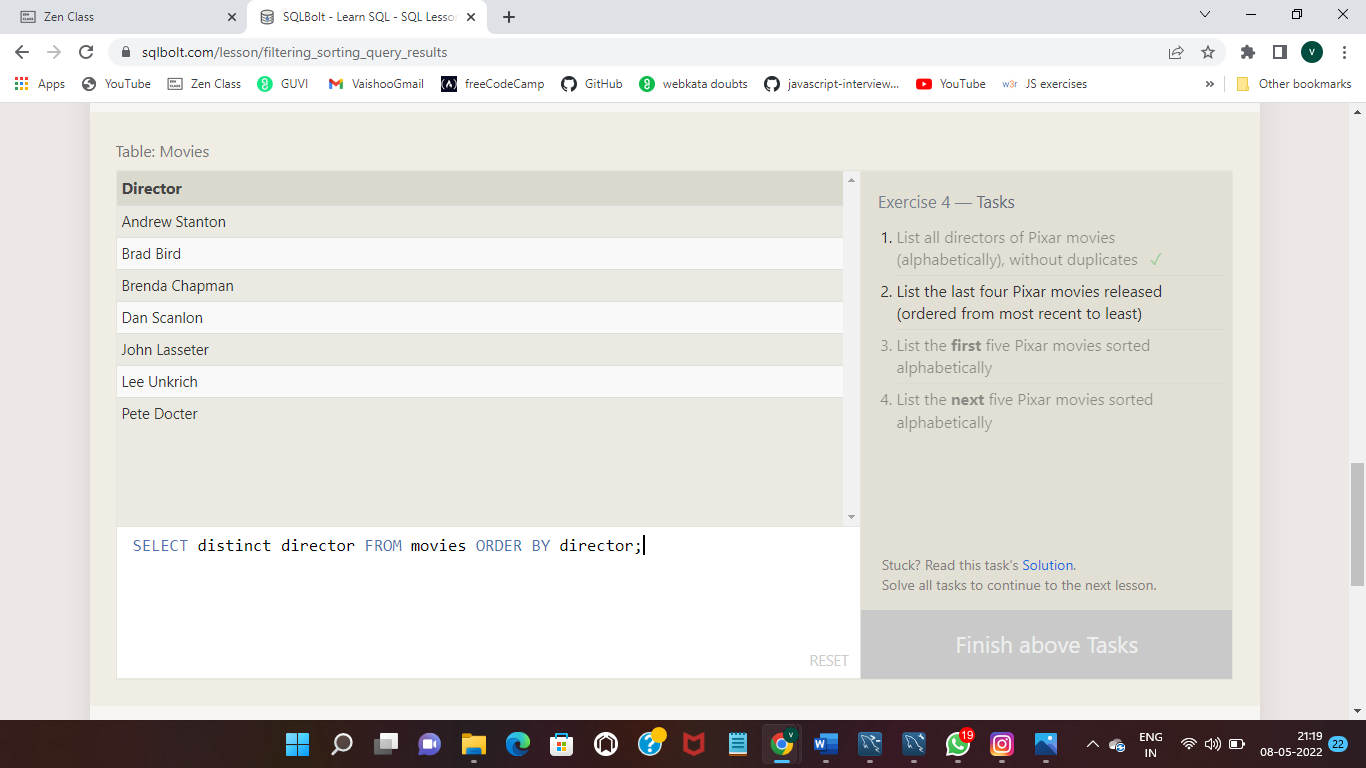 Zen Class
SQLBolt - Learn SQL - SQL Lesson
sqlbolt.com/lesson/filtering_sorting_query_results
V
Apps YouTube Zen Class GUVI VaishooGmail freeCodeCamp GitHub webkata doubts javascript-interview... YouTube w3r JS exercises » Other bookmarks
Table: Movies
Director
Andrew Stanton
Brad Bird
Brenda Chapman
Dan Scanlon
John Lasseter
Lee Unkrich
Pete Docter
SELECT distinct director FROM movies ORDER BY director;
RESET
Exercise 4 — Tasks
1. List all directors of Pixar movies
(alphabetically), without duplicates ✓
2. List the last four Pixar movies released
(ordered from most recent to least)
3. List the first five Pixar movies sorted
alphabetically
4. List the next five Pixar movies sorted
alphabetically
Stuck? Read this task's Solution.
Solve all tasks to continue to the next lesson.
Finish above Tasks
19
ENG
IN
21:19
08-05-2022
22